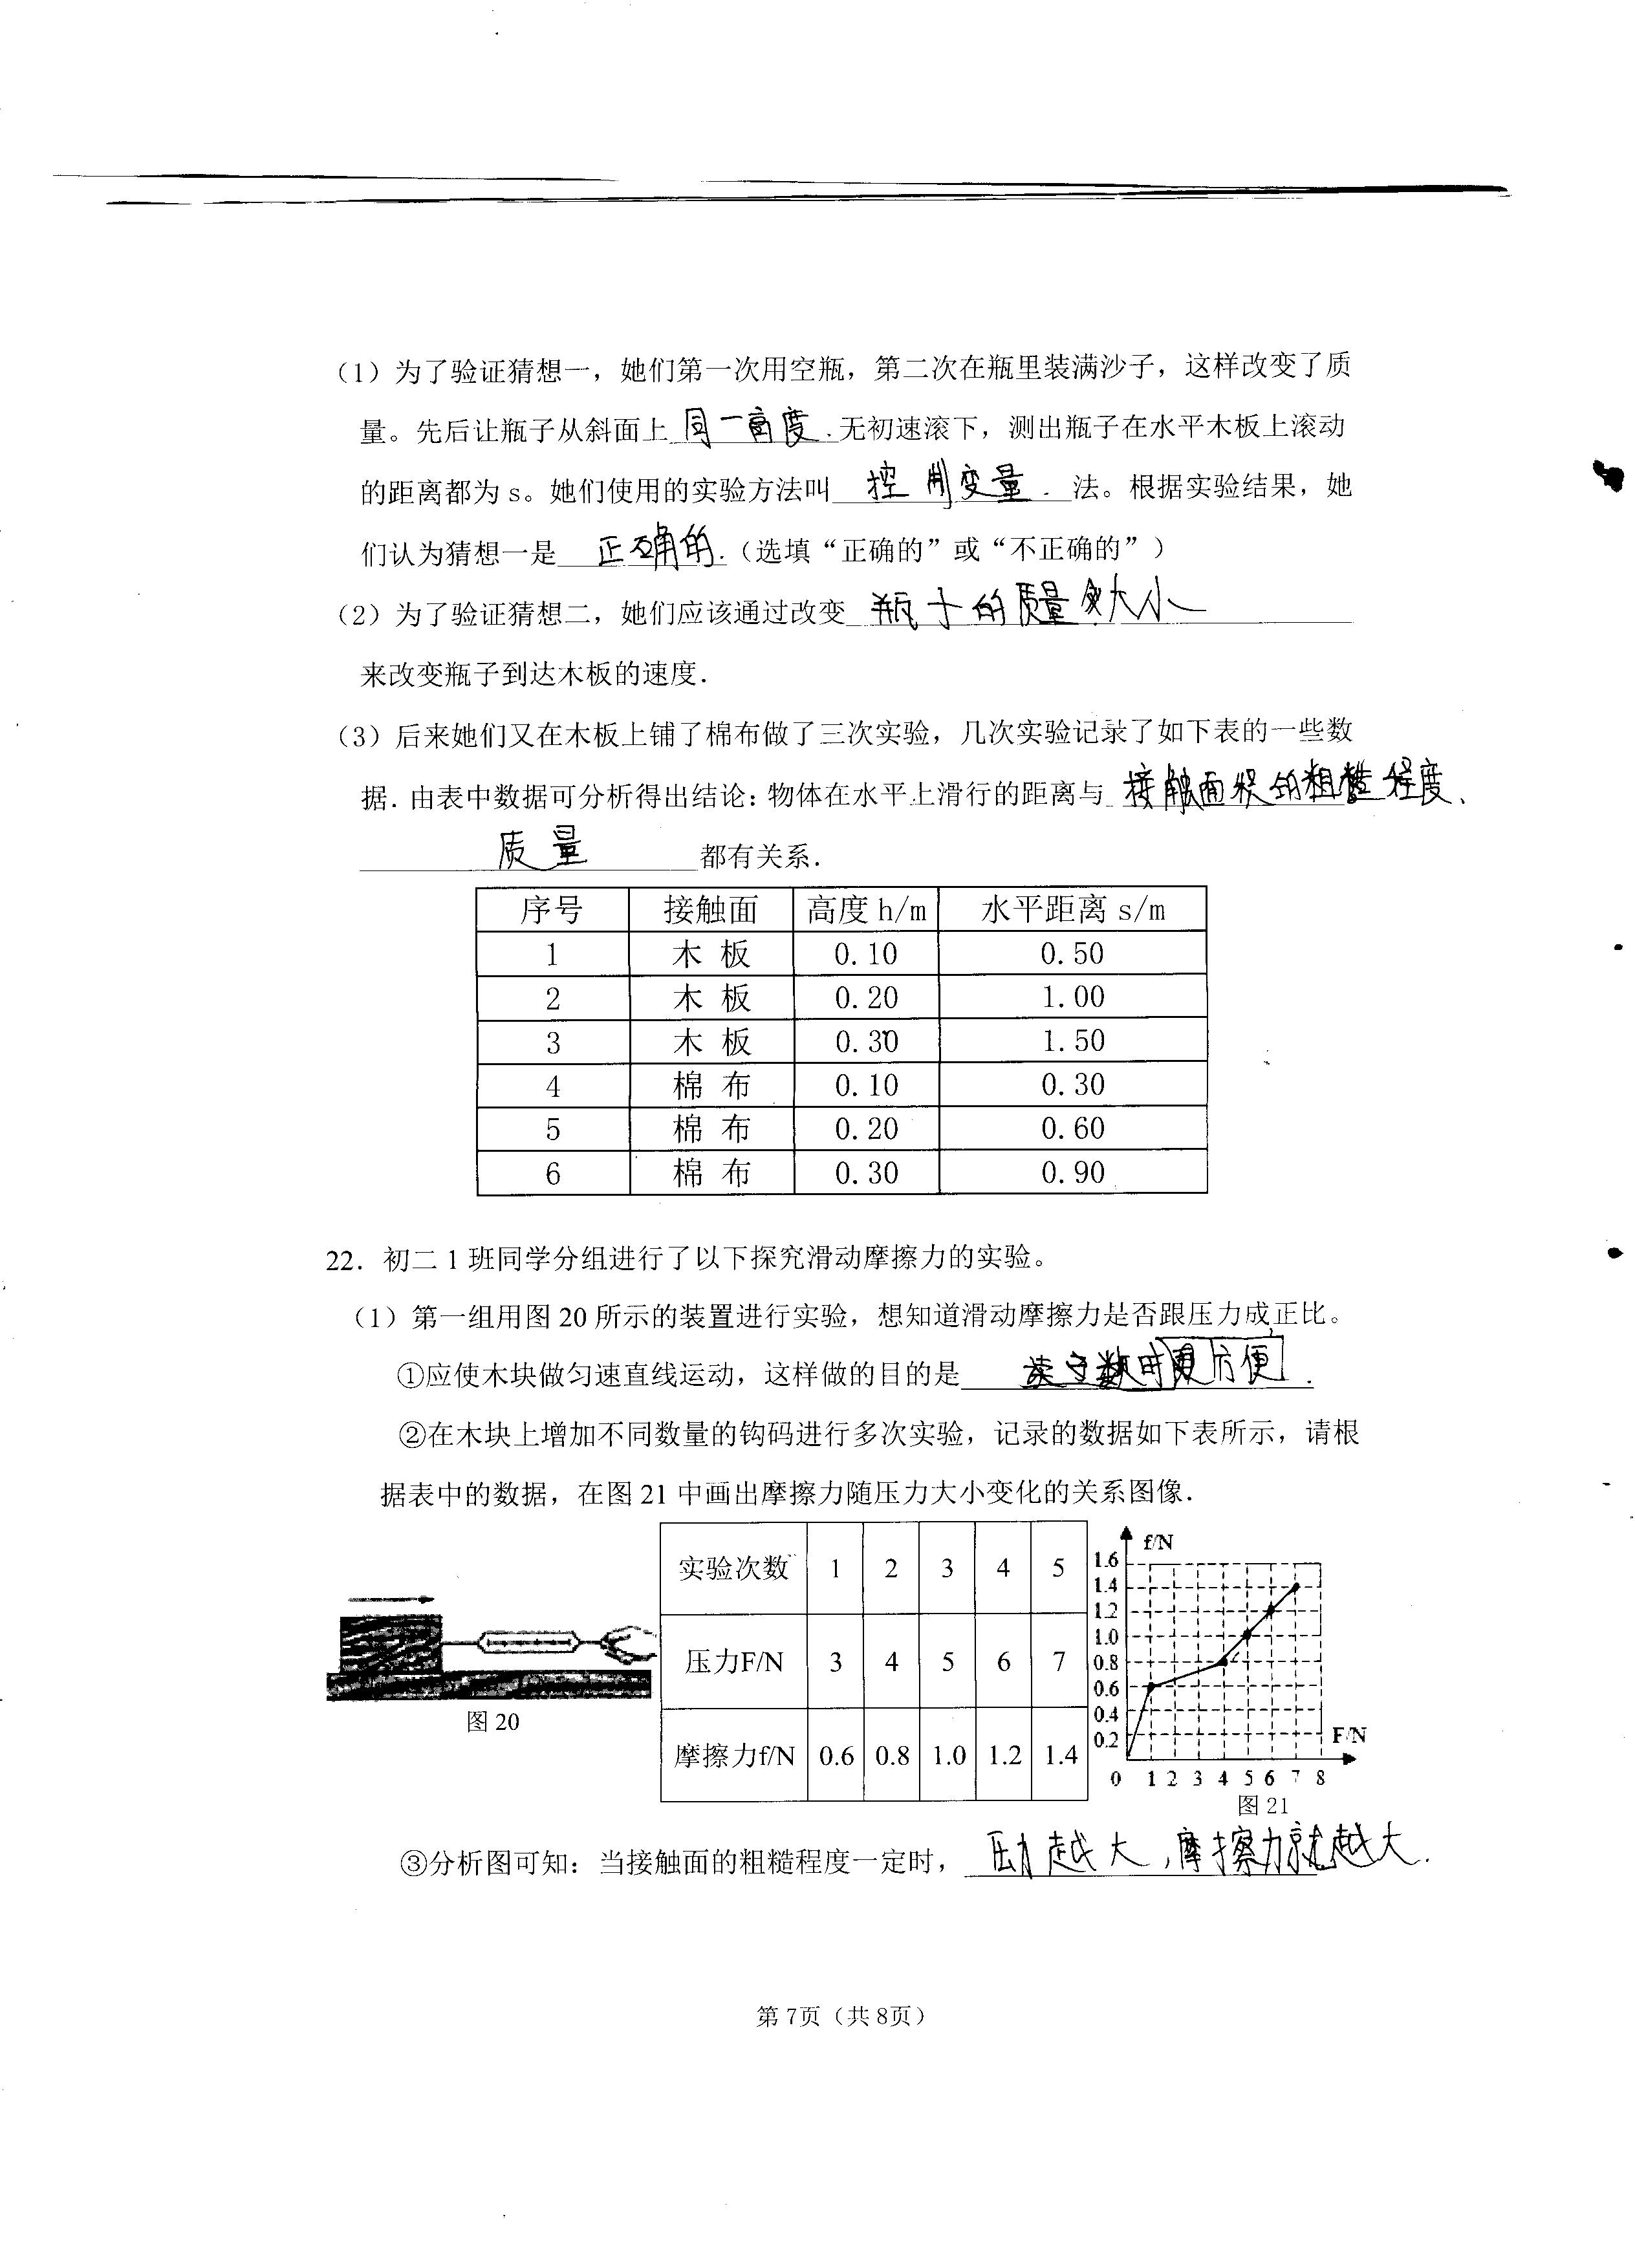 （1）为了验证猜想一，她们第一次用空瓶，第二次在瓶里装满沙子，这样改变了质
量。先后让瓶子从斜面上 同一高度.无初速滚下，测出瓶子在水平木板上滚动
的距离都为 s。她们使用的实验方法叫 控制变量. 法。根据实验结果，她
们认为猜想一是 正确的.（选填“正确的”或“不正确的”）
（2）为了验证猜想二，她们应该通过改变 瓶子的质量大小
来改变瓶子到达木板的速度．
（3）后来她们又在木板上铺了棉布做了三次实验，几次实验记录了如下表的一些数
据．由表中数据可分析得出结论：物体在水平上滑行的距离与 接触面积的粗糙程度、
质量 都有关系．
序号 接触面 高度 h/m 水平距离 s/m
1 木 板 0.10 0.50
2 木 板 0.20 1.00
3 木 板 0.30 1.50
4 棉 布 0.10 0.30
5 棉 布 0.20 0.60
6 棉 布 0.30 0.90
22．初二 1 班同学分组进行了以下探究滑动摩擦力的实验。
（1）第一组用图 20 所示的装置进行实验，想知道滑动摩擦力是否跟压力成正比。
①应使木块做匀速直线运动，这样做的目的是 数时更方便.
②在木块上增加不同数量的钩码进行多次实验，记录的数据如下表所示，请根
据表中的数据，在图 21 中画出摩擦力随压力大小变化的关系图像．
实验次数 1 2 3 4 5
压力F/N 3 4 5 6 7
摩擦力f/N 0.6 0.8 1.0 1.2 1.4
图 20
f/N
1.6
1.4
1.2
1.0
0.8
0.6
0.4
0.2
F/N
0 1 2 3 4 5 6 7 8
图 21
③分析图可知：当接触面的粗糙程度一定时， 压力越大，摩擦力就越大.
第 7页（共 8页）